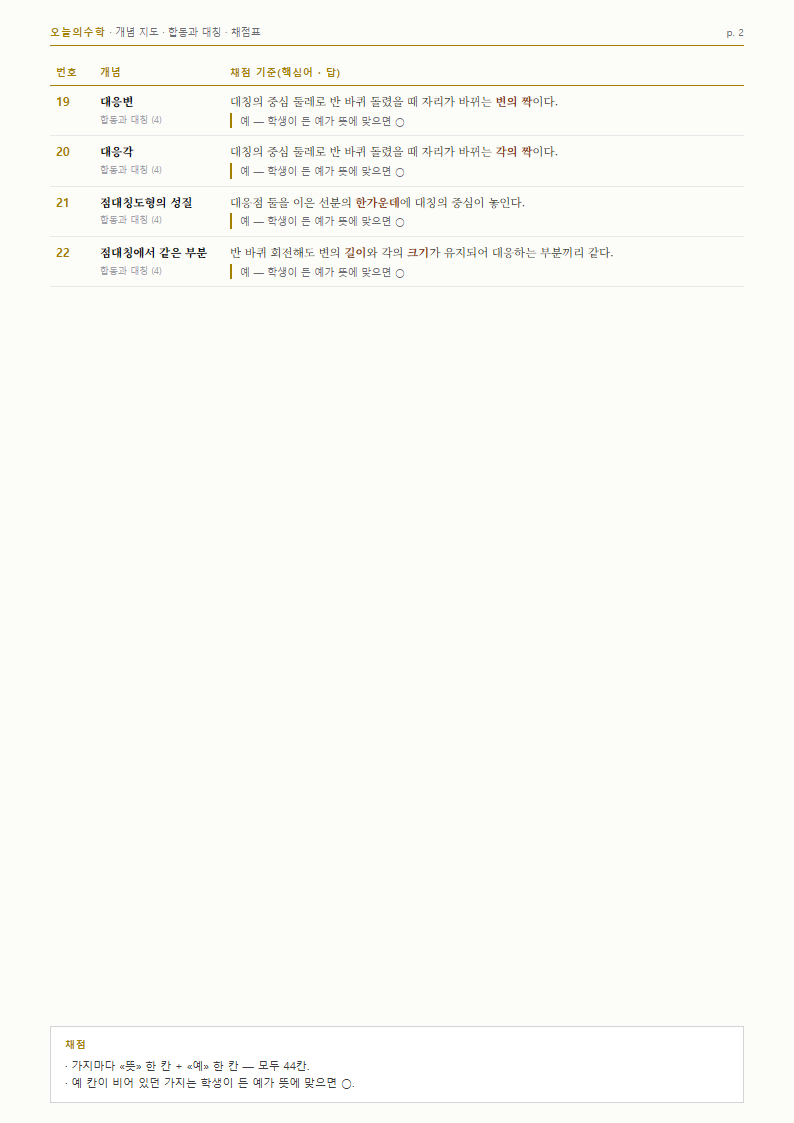 오늘의수학 · 개념 지도 · 합동과 대칭 · 채점표 p. 2
번호 개념 채점 기준(핵심어 · 답)
19 대응변 대칭의 중심 둘레로 반 바퀴 돌렸을 때 자리가 바뀌는 변의 짝이다.
합동과 대칭 (4) 예 — 학생이 든 예가 뜻에 맞으면 ○
20 대응각 대칭의 중심 둘레로 반 바퀴 돌렸을 때 자리가 바뀌는 각의 짝이다.
합동과 대칭 (4) 예 — 학생이 든 예가 뜻에 맞으면 ○
21 점대칭도형의 성질 대응점 둘을 이은 선분의 한가운데에 대칭의 중심이 놓인다.
합동과 대칭 (4) 예 — 학생이 든 예가 뜻에 맞으면 ○
22 점대칭에서 같은 부분 반 바퀴 회전해도 변의 길이와 각의 크기가 유지되어 대응하는 부분끼리 같다.
합동과 대칭 (4) 예 — 학생이 든 예가 뜻에 맞으면 ○
채점
· 가지마다 «뜻» 한 칸 + «예» 한 칸 — 모두 44칸.
· 예 칸이 비어 있던 가지는 학생이 든 예가 뜻에 맞으면 ○.